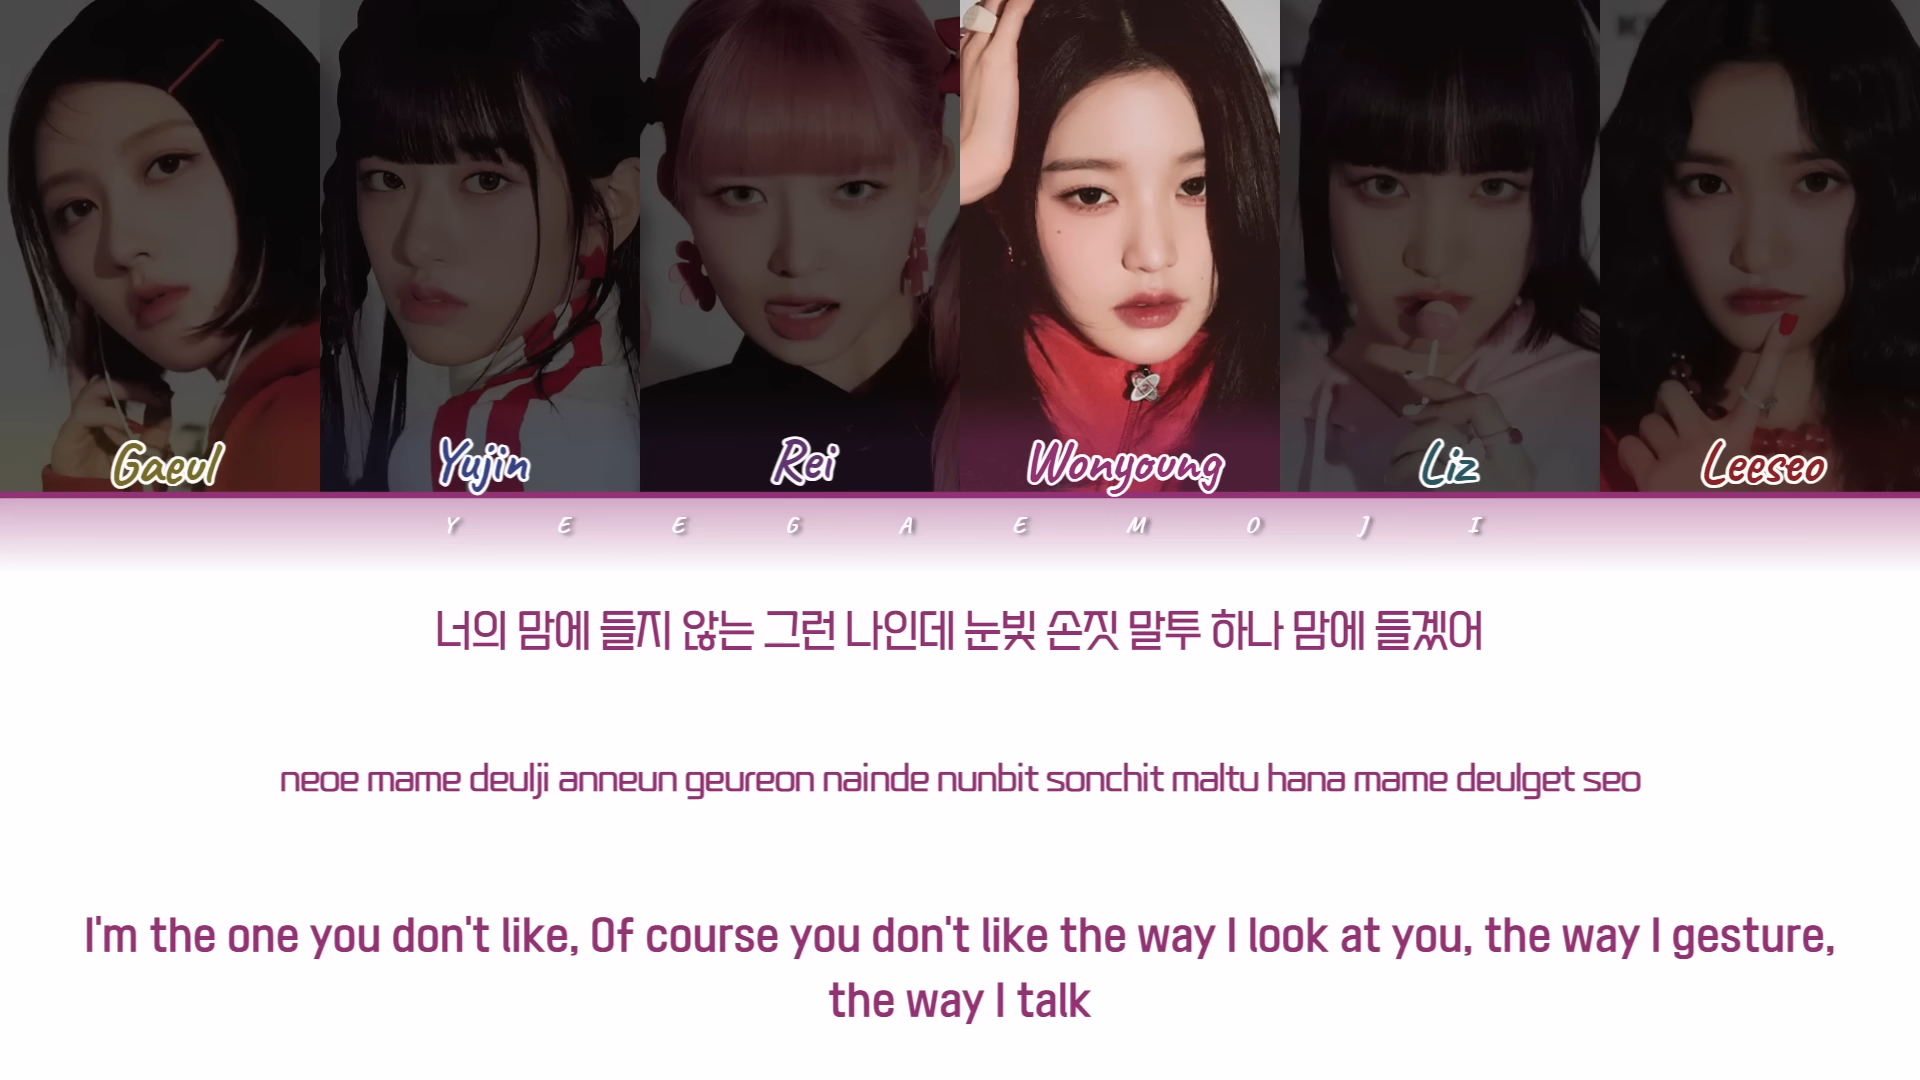 Gaeul Yujin Rei Wonyoung Liz Leeseo
Y E E G A E M O J I
너의 맘에 들지 않는 그런 나인데 눈빛 손짓 말투 하나 맘에 들겠어
neoe mame deulji anneun geureon nainde nunbit sonchit maltu hana mame deulget seo
I'm the one you don't like, Of course you don't like the way I look at you, the way I gesture,
the way I talk